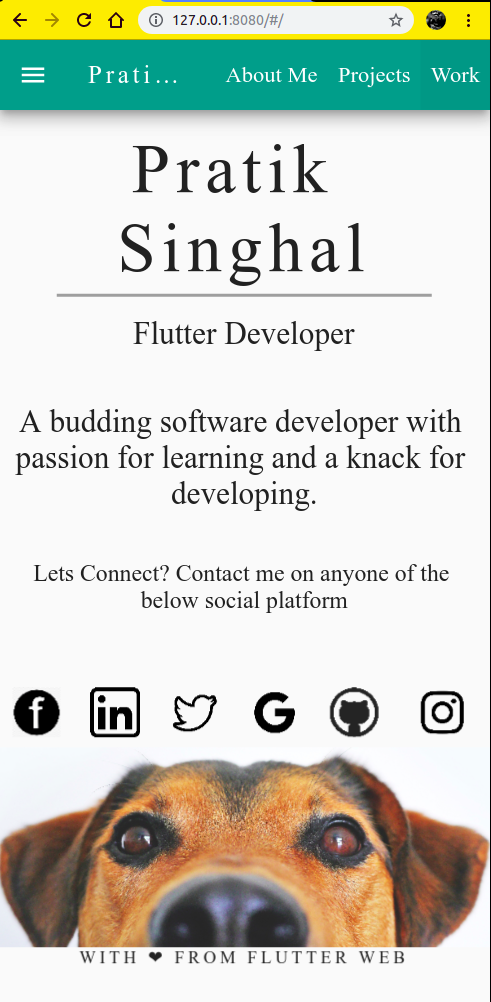 127.0.0.1:8080/#/
Prati... About Me Projects Work
Pratik
Singhal
Flutter Developer
A budding software developer with
passion for learning and a knack for
developing.
Lets Connect? Contact me on anyone of the
below social platform
f in G
WITH ❤ FROM FLUTTER WEB